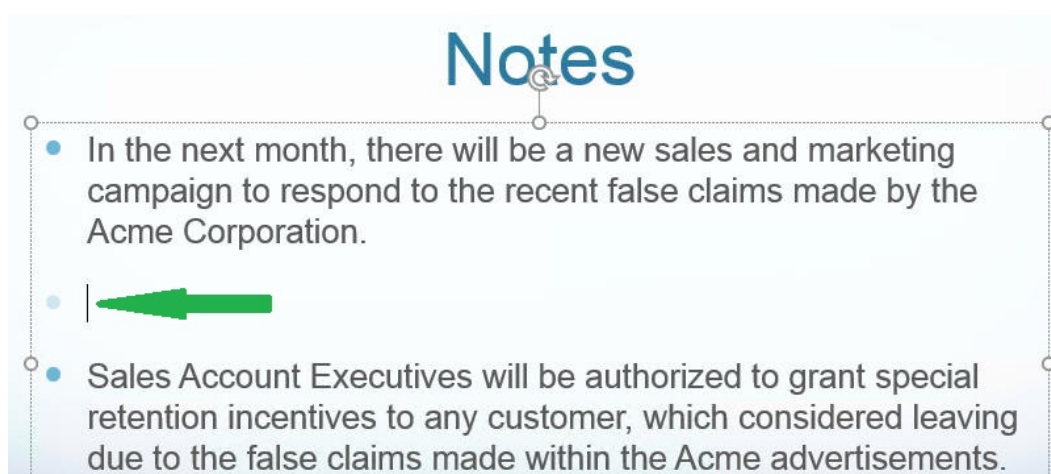 Notes
In the next month, there will be a new sales and marketing
campaign to respond to the recent false claims made by the
Acme Corporation.
Sales Account Executives will be authorized to grant special
retention incentives to any customer, which considered leaving
due to the false claims made within the Acme advertisements.